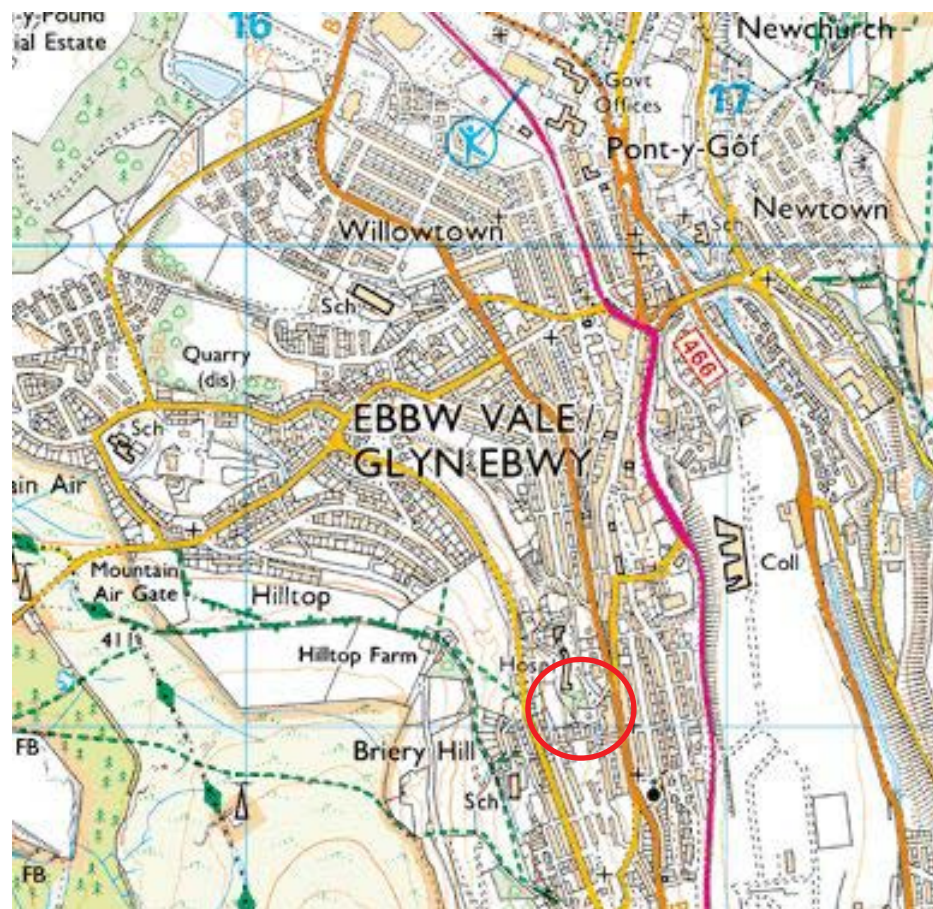 -y-Pound
ial Estate
16
B
Newchurch
Govt
Offices
17
Pont-y-Gôf
Willowtown
Sch
Newtown
Sch
Quarry
(dis)
466
Sch
EBBW VALE/
GLYN EBWY
ain Air
Mountain
Air Gate
Hilltop
Coll
411
Hilltop Farm
Hosp
FB
Briery Hill
Sch
FB